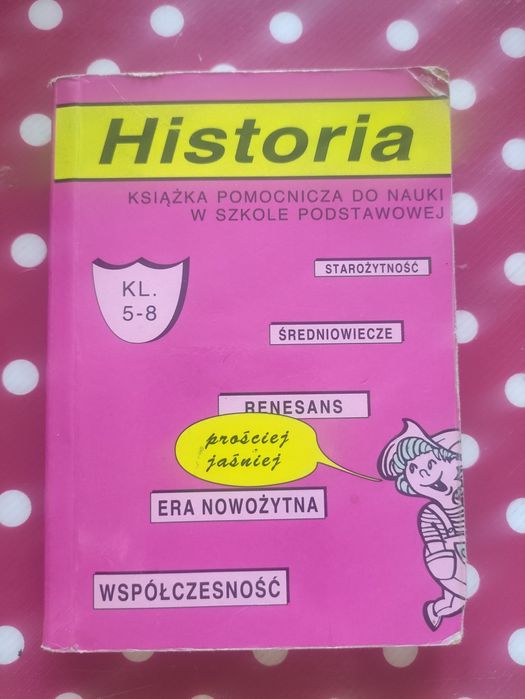 Historia
KSIĄŻKA POMOCNICZA DO NAUKI
W SZKOLE PODSTAWOWEJ
KL.
5-8
STAROŻYTNOŚĆ
ŚREDNIOWIECZE
RENESANS
prościej
jaśniej
ERA NOWOŻYTNA
WSPÓŁCZESNOŚĆ